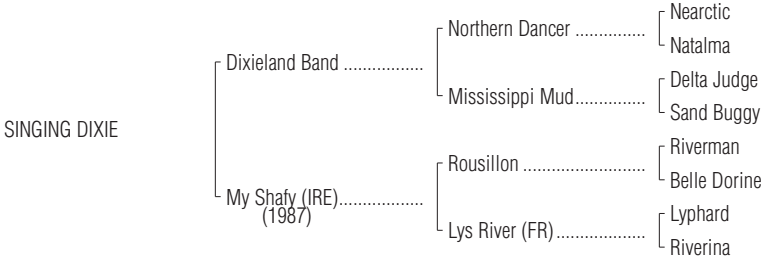 Nearctic
Northern Dancer ...............
Natalma
Dixieland Band .................
Delta Judge
Mississippi Mud...............
Sand Buggy
SINGING DIXIE
Riverman
Rousillon ..........................
Belle Dorine
My Shafy (IRE)..................
(1987)
Lyphard
Lys River (FR)...................
Riverina